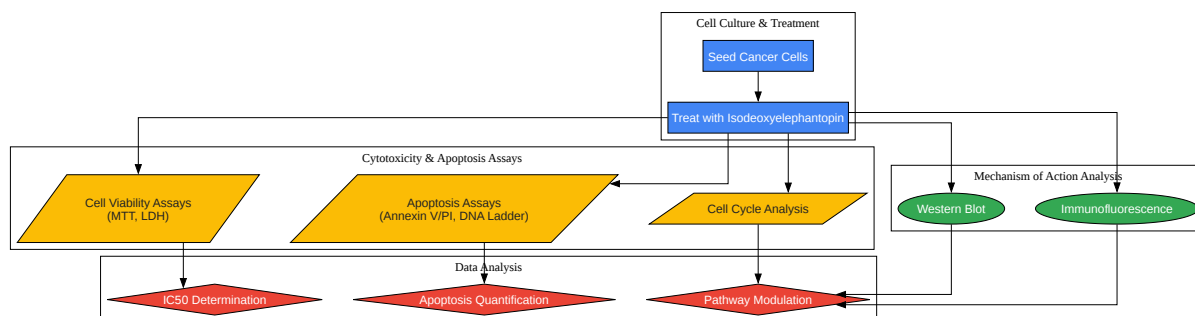 Cell Culture & Treatment
Seed Cancer Cells
Treat with Isodeoxyelephantopin
Cytotoxicity & Apoptosis Assays
Cell Viability Assays
(MTT, LDH)
Apoptosis Assays
(Annexin V/PI, DNA Ladder)
Cell Cycle Analysis
Mechanism of Action Analysis
Western Blot
Immunofluorescence
Data Analysis
IC50 Determination
Apoptosis Quantification
Pathway Modulation